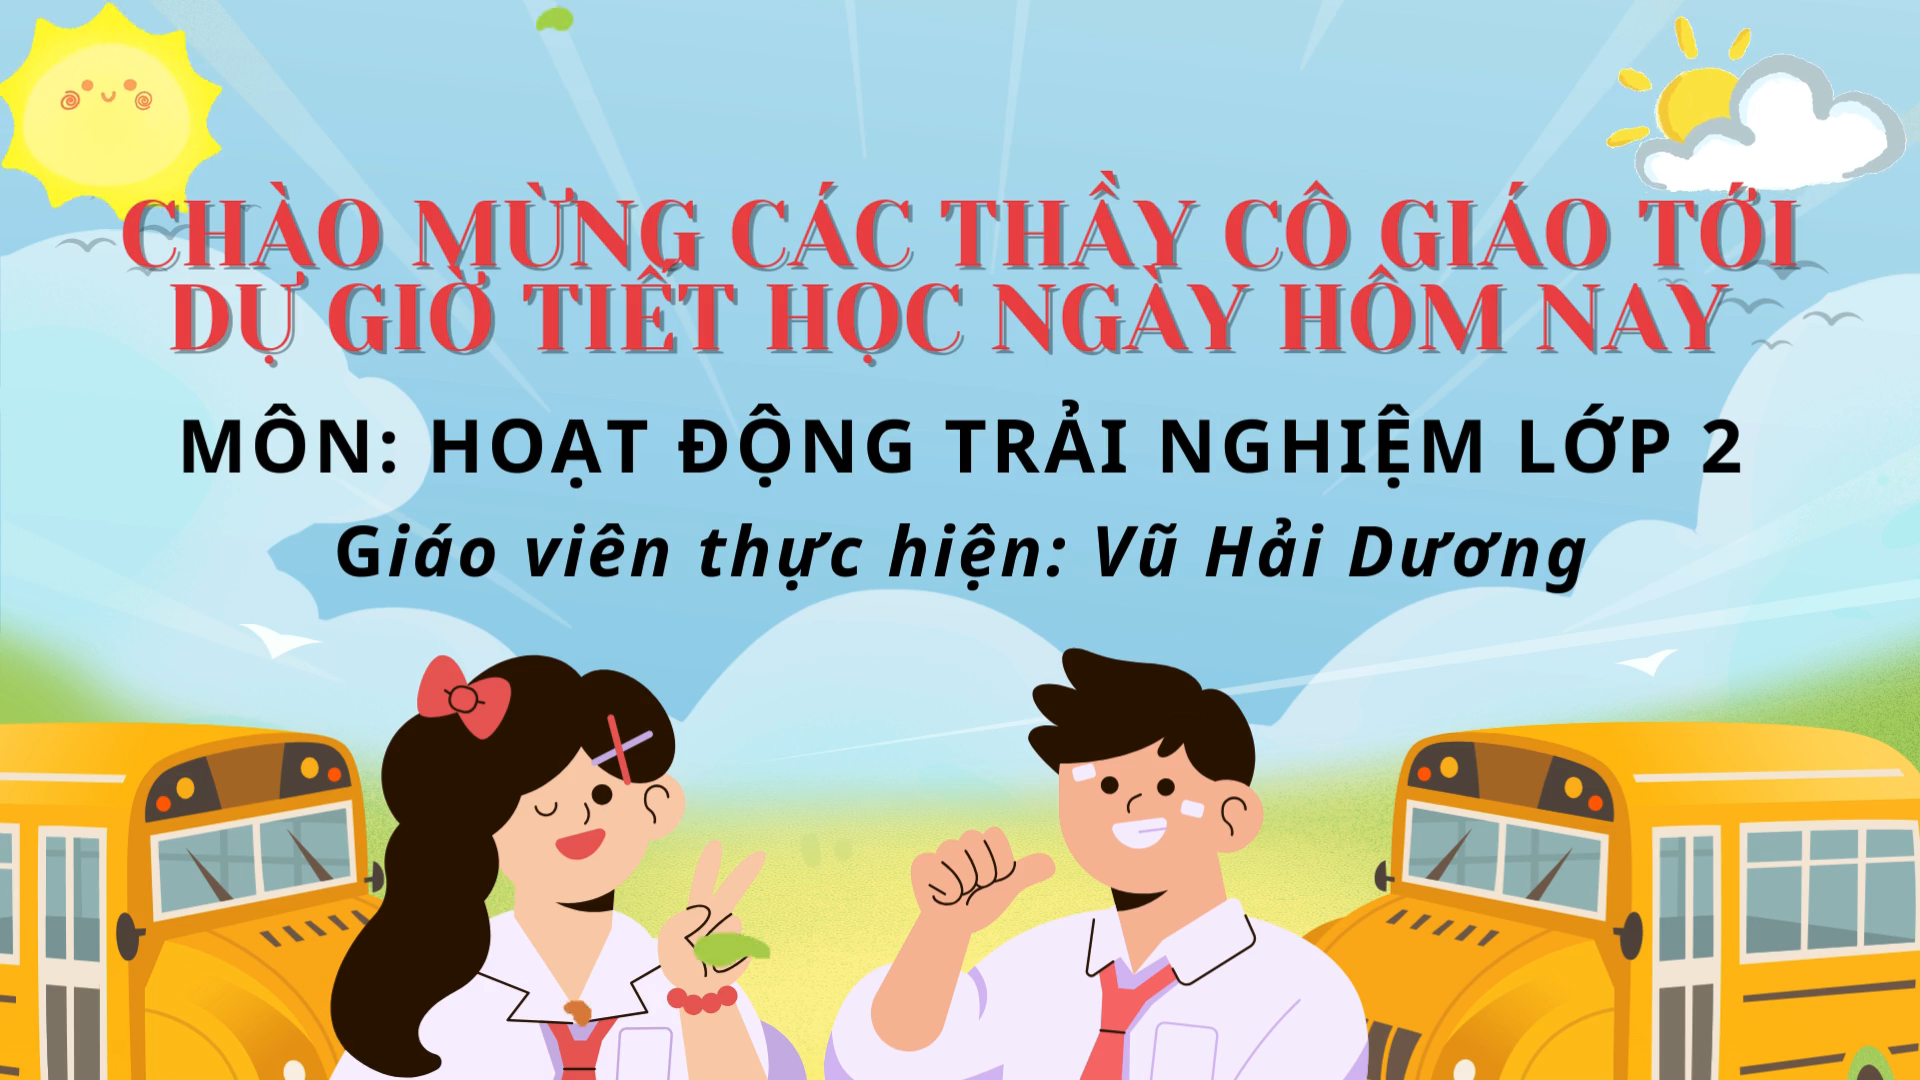 CHÀO MỪNG CÁC THẦY CÔ GIÁO TỚI
DỰ GIỜ TIẾT HỌC NGÀY HÔM NAY
MÔN: HOẠT ĐỘNG TRẢI NGHIỆM LỚP 2
Giáo viên thực hiện: Vũ Hải Dương